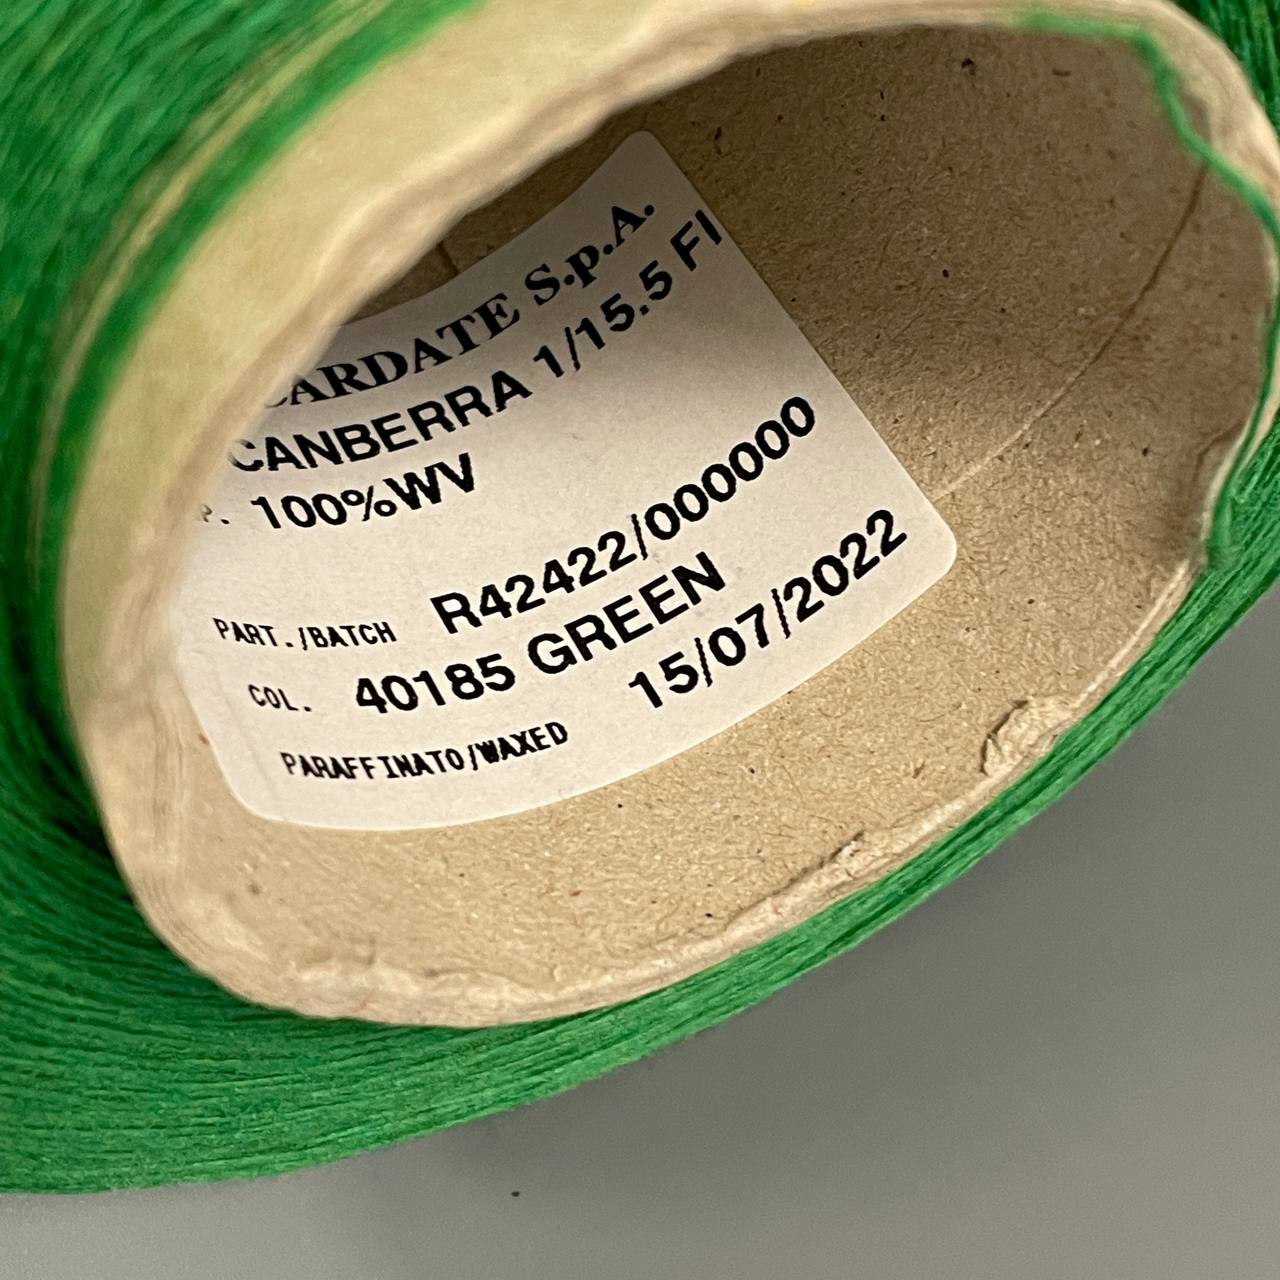 CARDATE S.p.A.
CANBERRA 1/15.5 FI
P. 100%WV
PART./BATCH R42422/000000
COL. 40185 GREEN
PARAFFINATO/WAXED 15/07/2022